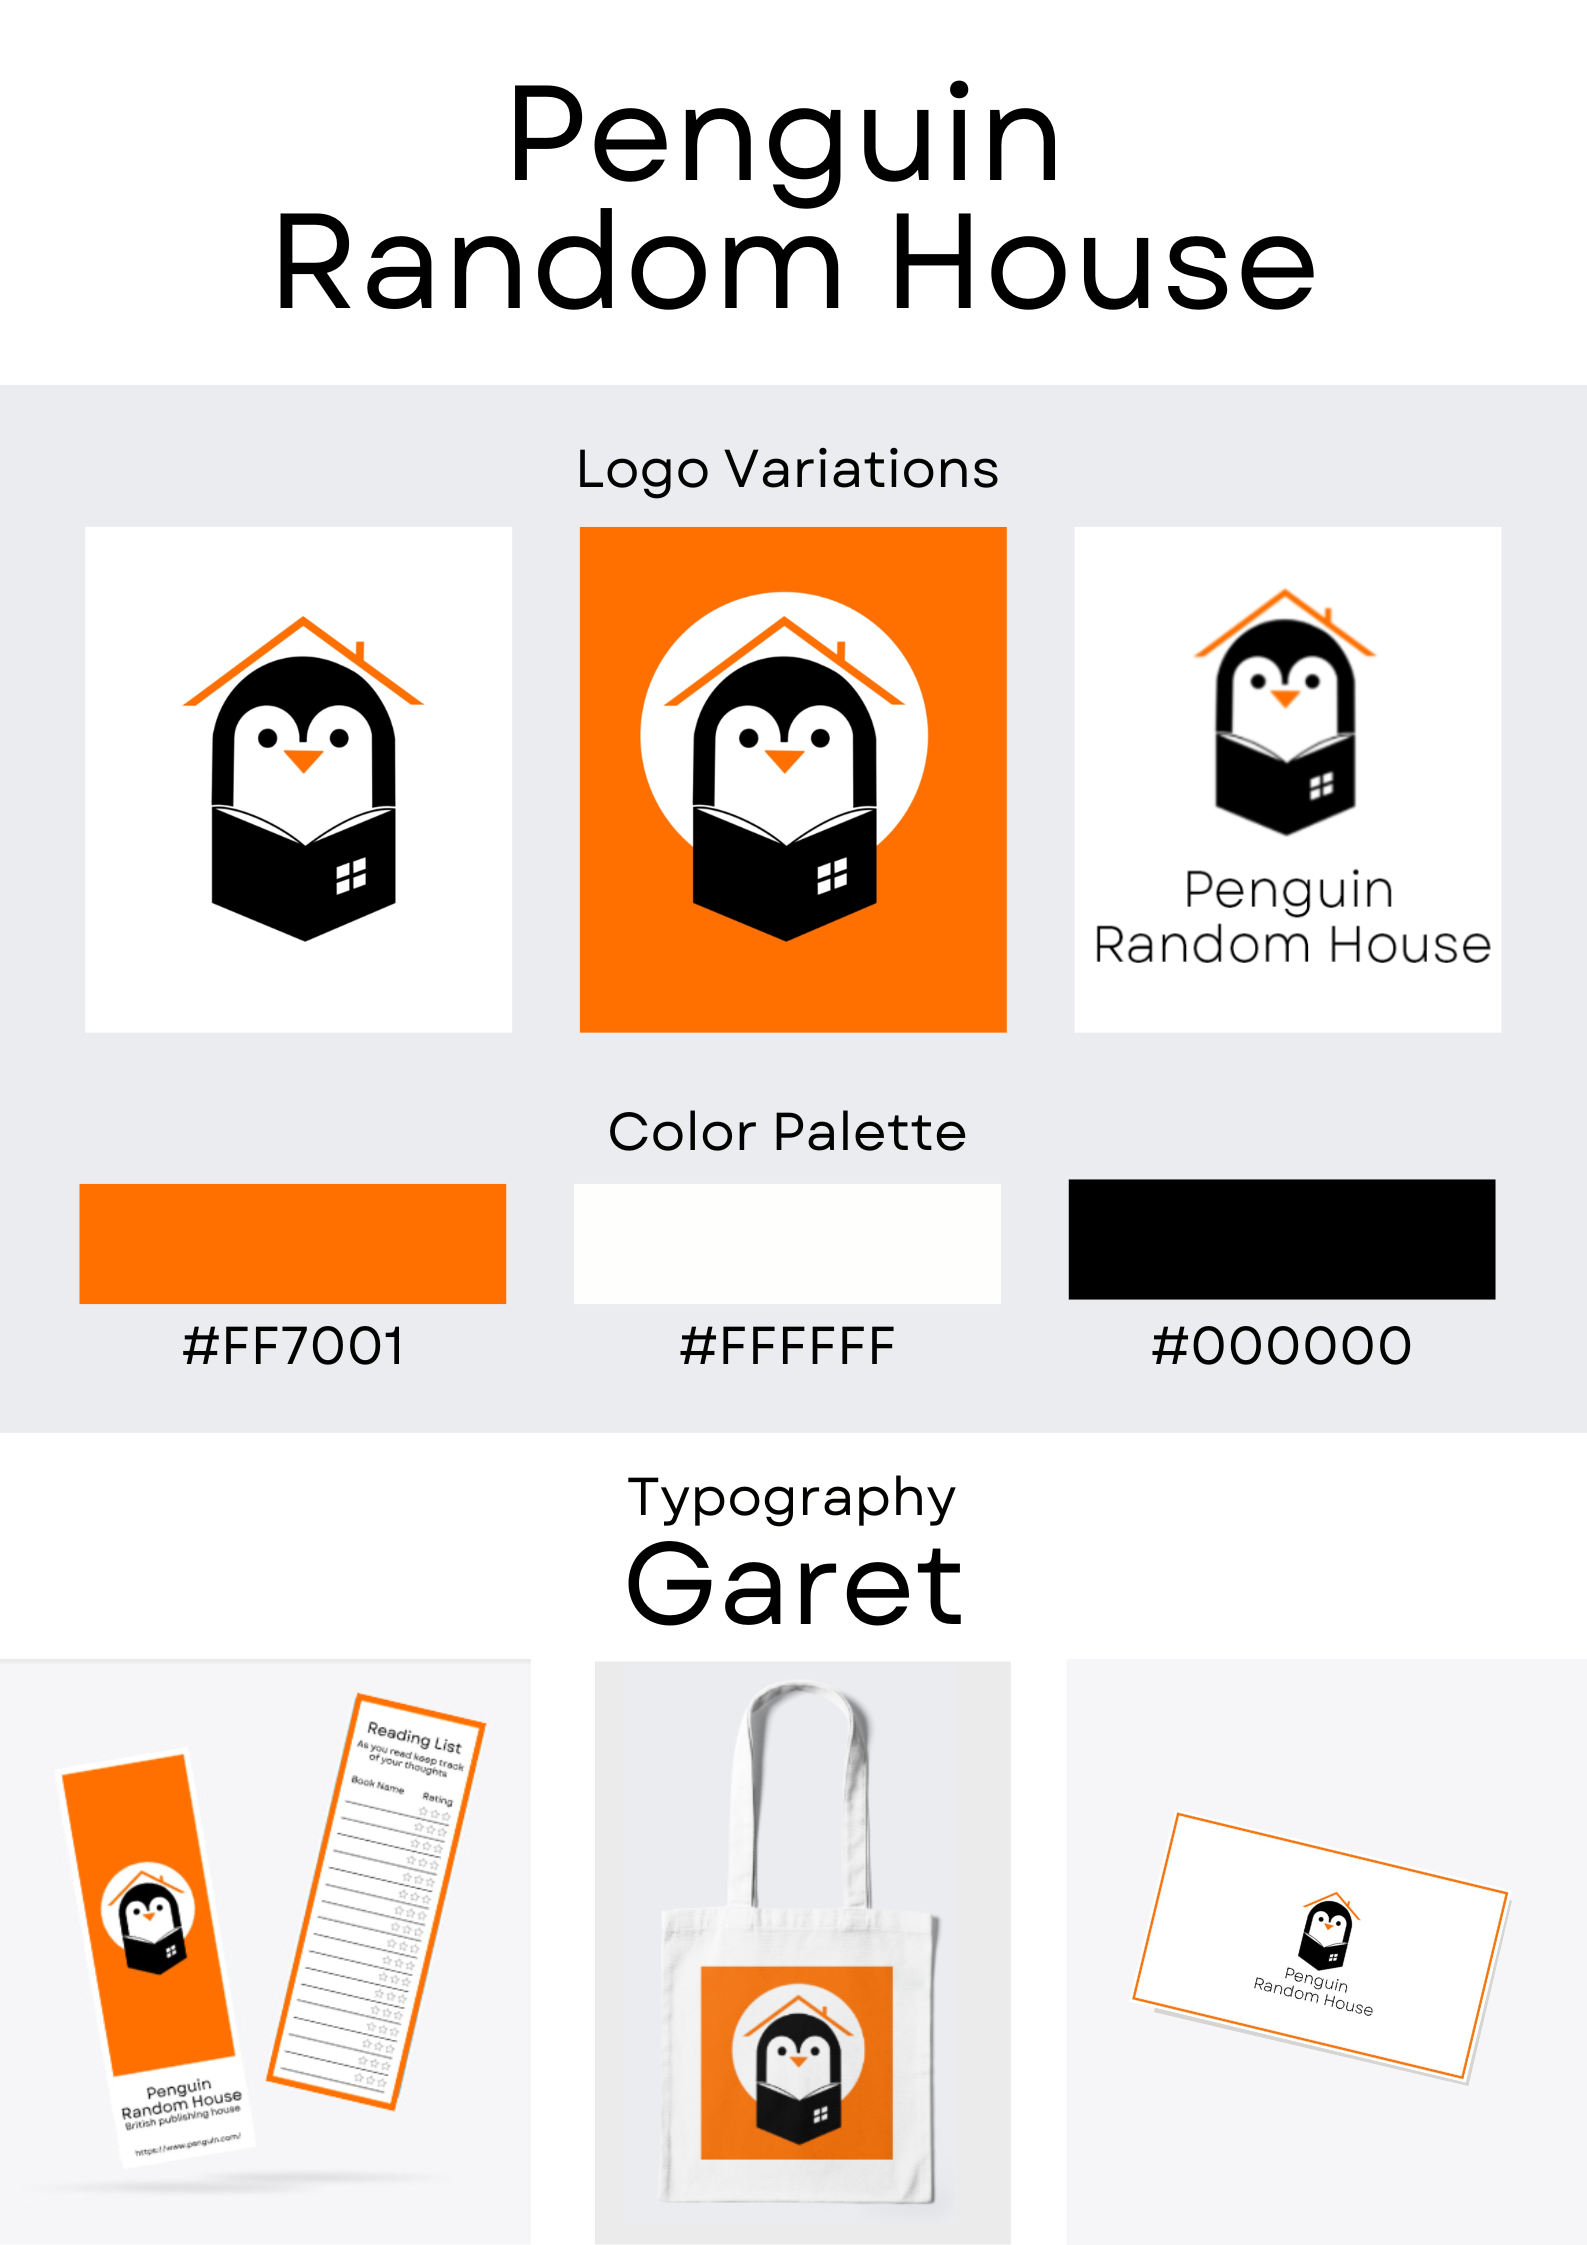 Penguin
Random House
Logo Variations
Penguin
Random House
Color Palette
#FF7001
#FFFFFF
#000000
Typography
Garet
Reading List
As you read keep track
of your thoughts
Book Name Rating
Penguin
Random House
British publishing house
https://www.penguin.com/
Penguin
Random House